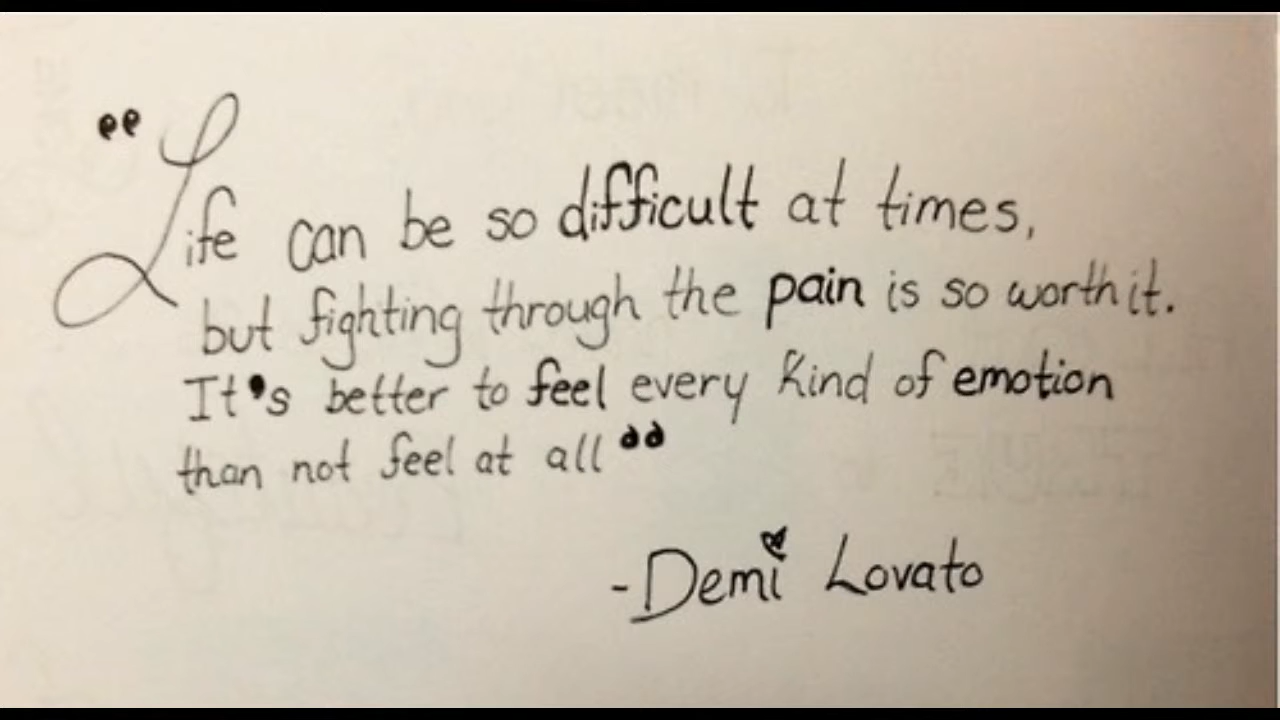 “Life can be so difficult at times,
but fighting through the pain is so worth it.
It's better to feel every kind of emotion
than not feel at all”
-Demi Lovato